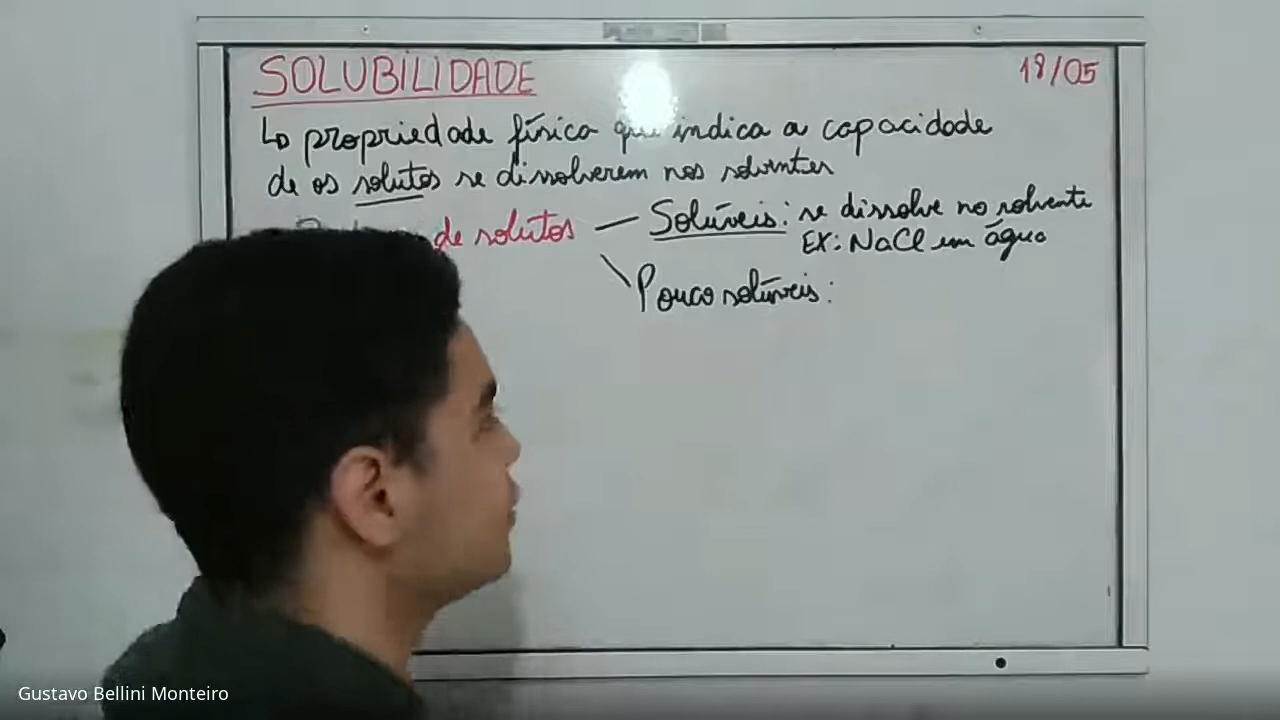 SOLUBILIDADE
18/05
↳ propriedade física que indica a capacidade
de os solutos se dissolverem nos solventes
de solutos — Solúveis: se dissolve no solvente
EX: NaCl em água
Pouco solúveis:
Gustavo Bellini Monteiro